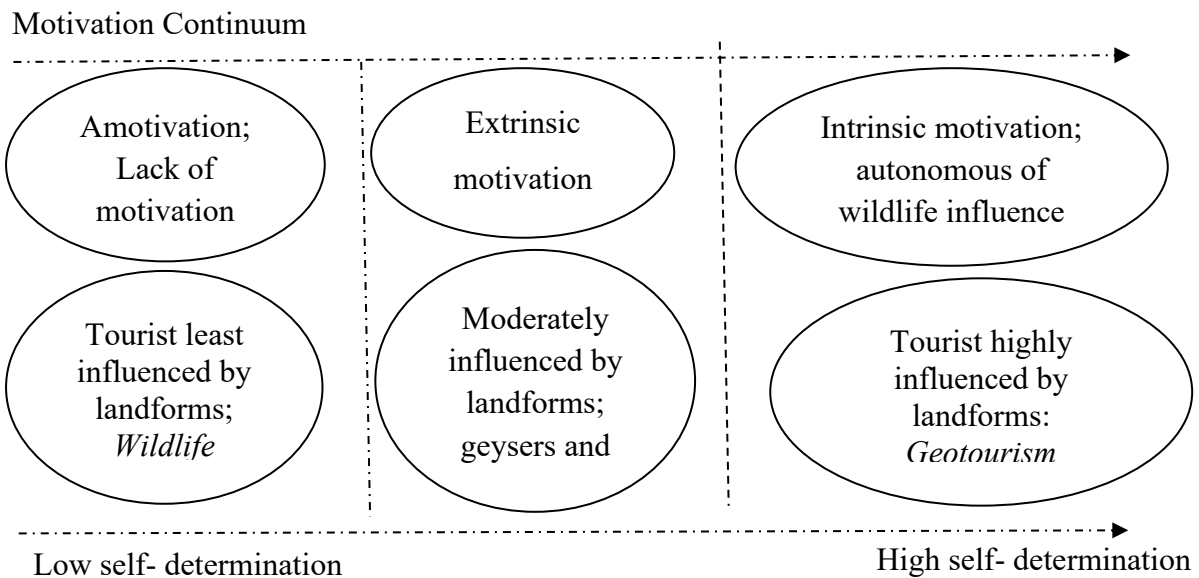 Motivation Continuum
Amotivation;
Lack of
motivation
Extrinsic
motivation
Intrinsic motivation;
autonomous of
wildlife influence
Tourist least
influenced by
landforms;
Wildlife
Moderately
influenced by
landforms;
geysers and
Tourist highly
influenced by
landforms:
Geotourism
Low self- determination
High self- determination